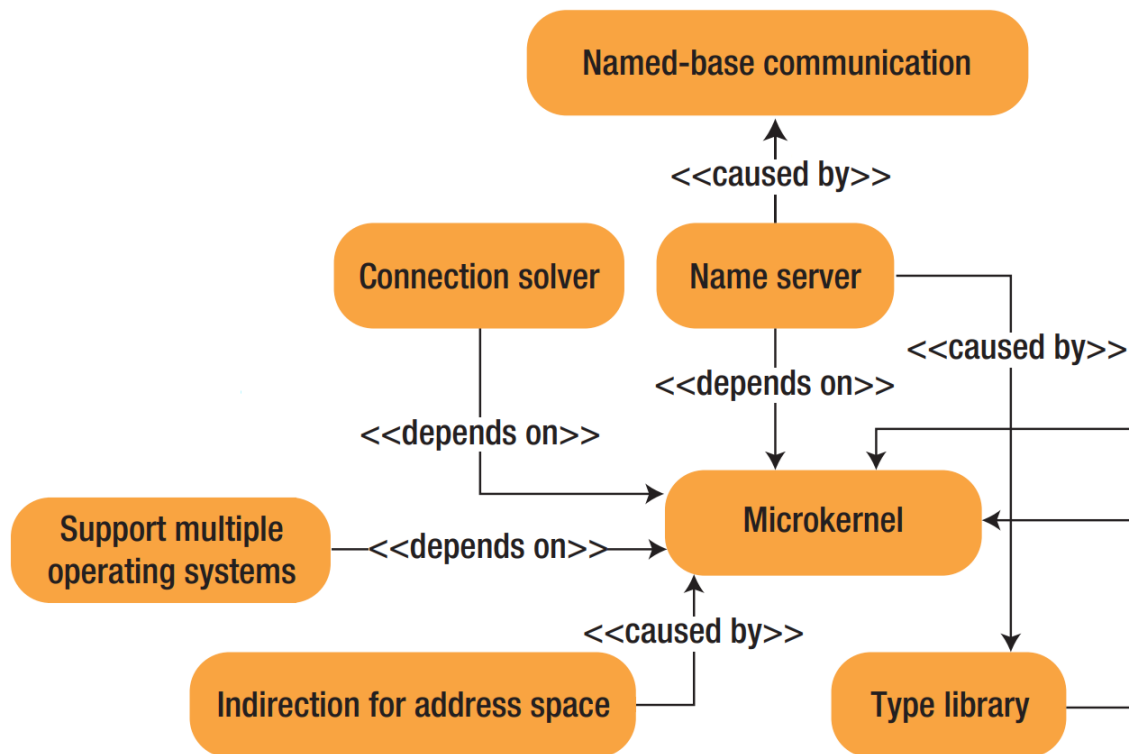 Named-base communication
<<caused by>>
Connection solver
Name server
<<caused by>>
<<depends on>>
<<depends on>>
Microkernel
Support multiple
operating systems
<<depends on>>
<<caused by>>
Indirection for address space
Type library